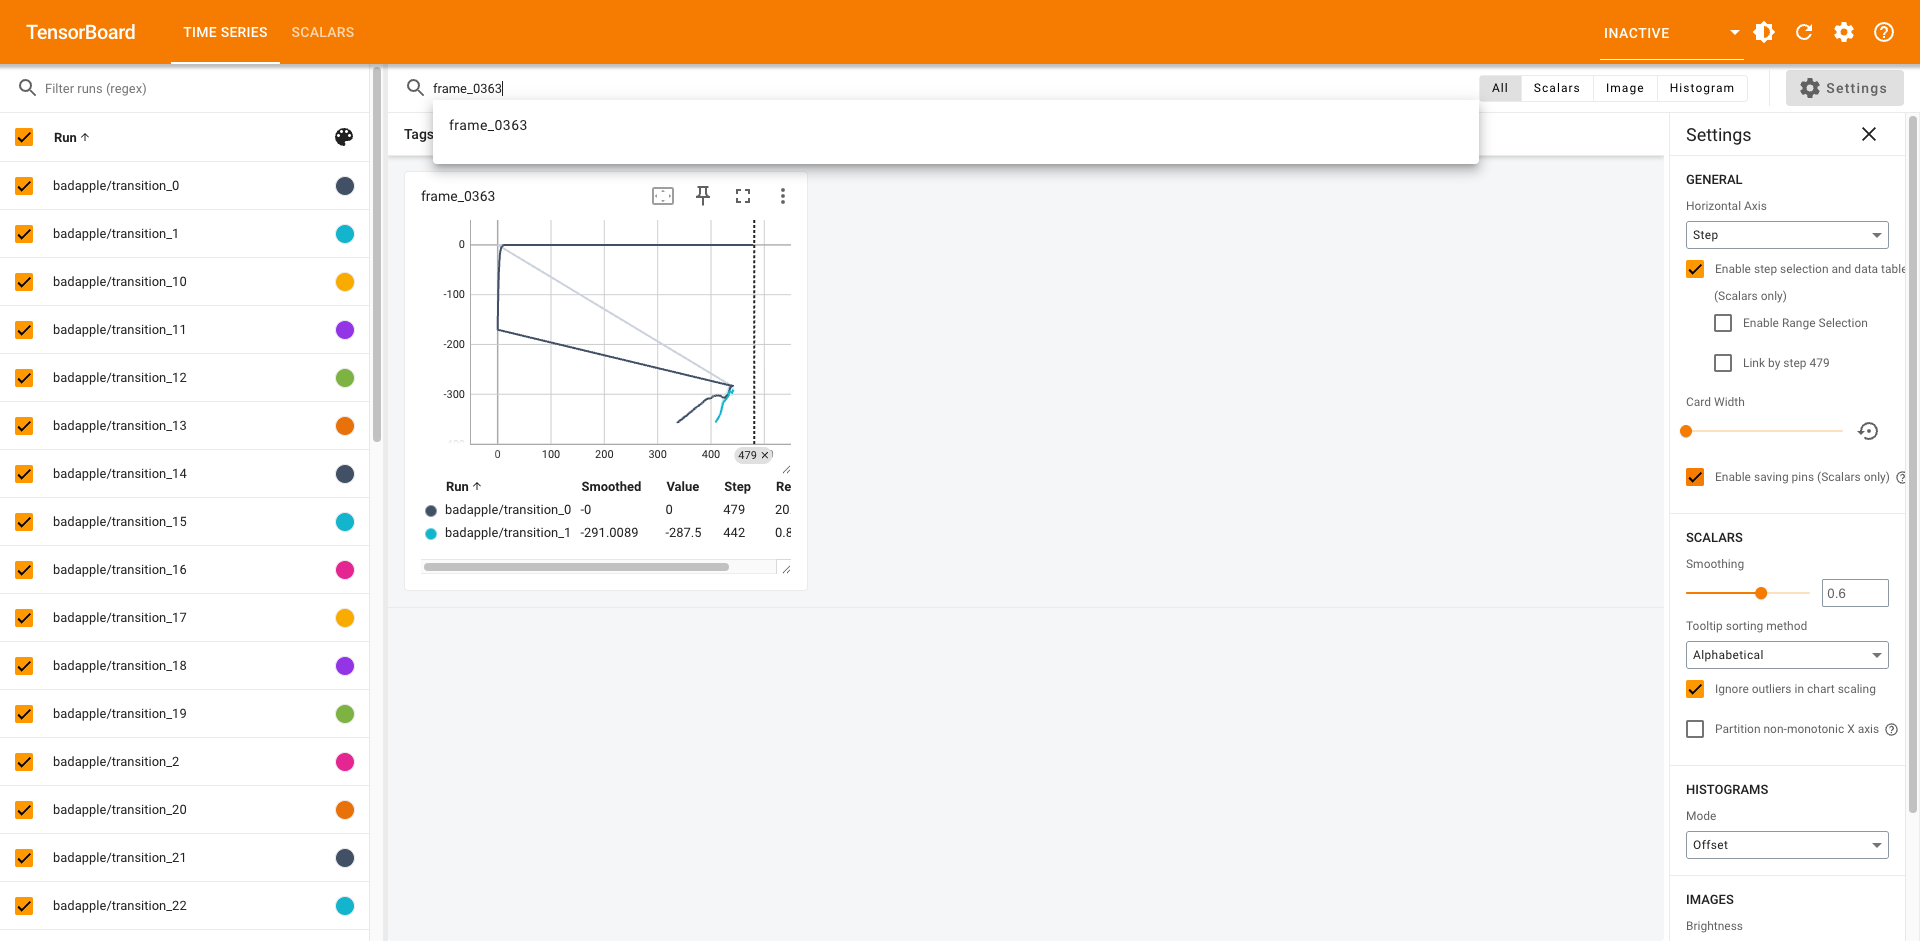 TensorBoard
TIME SERIES
SCALARS
INACTIVE
Filter runs (regex)
frame_0363
All
Scalars
Image
Histogram
Settings
frame_0363
Run
Tags
Settings
badapple/transition_0
badapple/transition_1
badapple/transition_10
badapple/transition_11
badapple/transition_12
badapple/transition_13
badapple/transition_14
badapple/transition_15
badapple/transition_16
badapple/transition_17
badapple/transition_18
badapple/transition_19
badapple/transition_2
badapple/transition_20
badapple/transition_21
badapple/transition_22
frame_0363
0
-100
-200
-300
0 100 200 300 400 479
Run Smoothed Value Step Re
badapple/transition_0 -0 0 479 20.
badapple/transition_1 -291.0089 -287.5 442 0.8
GENERAL
Horizontal Axis
Step
Enable step selection and data table
(Scalars only)
Enable Range Selection
Link by step 479
Card Width
Enable saving pins (Scalars only)
SCALARS
Smoothing
0.6
Tooltip sorting method
Alphabetical
Ignore outliers in chart scaling
Partition non-monotonic X axis
HISTOGRAMS
Mode
Offset
IMAGES
Brightness